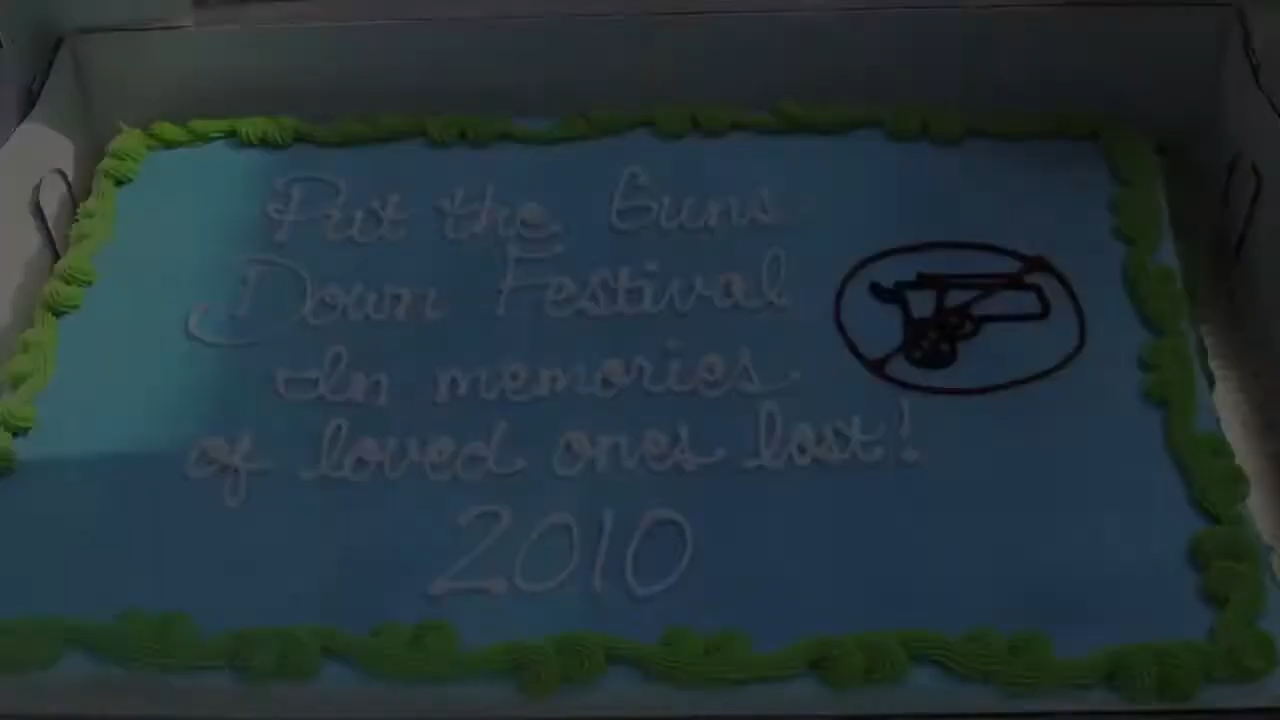 Put the Guns
Down Festival
In memories
of loved ones lost!
2010